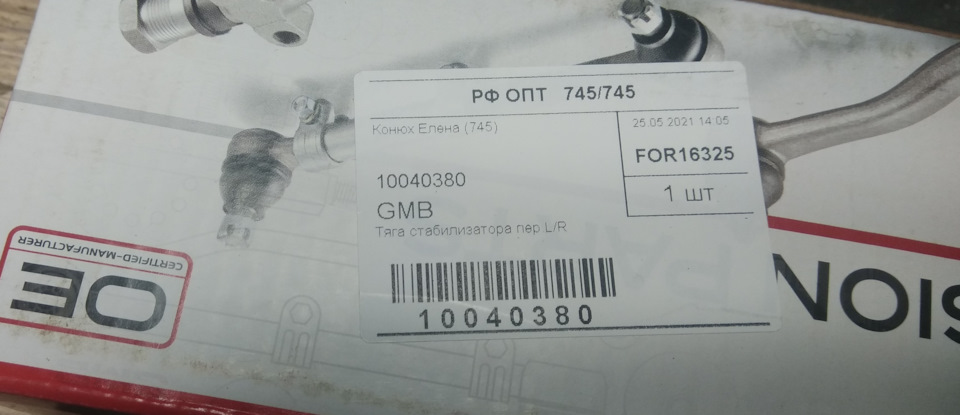 РФ ОПТ 745/745
Конюх Елена (745)
25.05.2021 14:05
FOR16325
1 шт
10040380
GMB
Тяга стабилизатора пер L/R
10040380
CERTIFIED-MANUFACTURER
OE